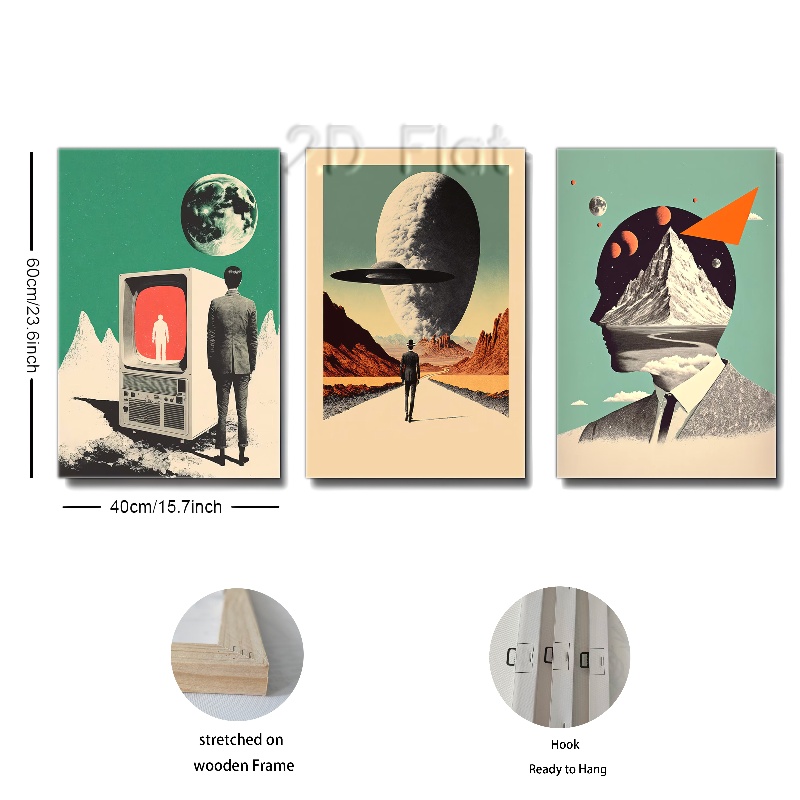 2D Flat
60cm/23.6inch
40cm/15.7inch
stretched on
wooden Frame
Hook
Ready to Hang